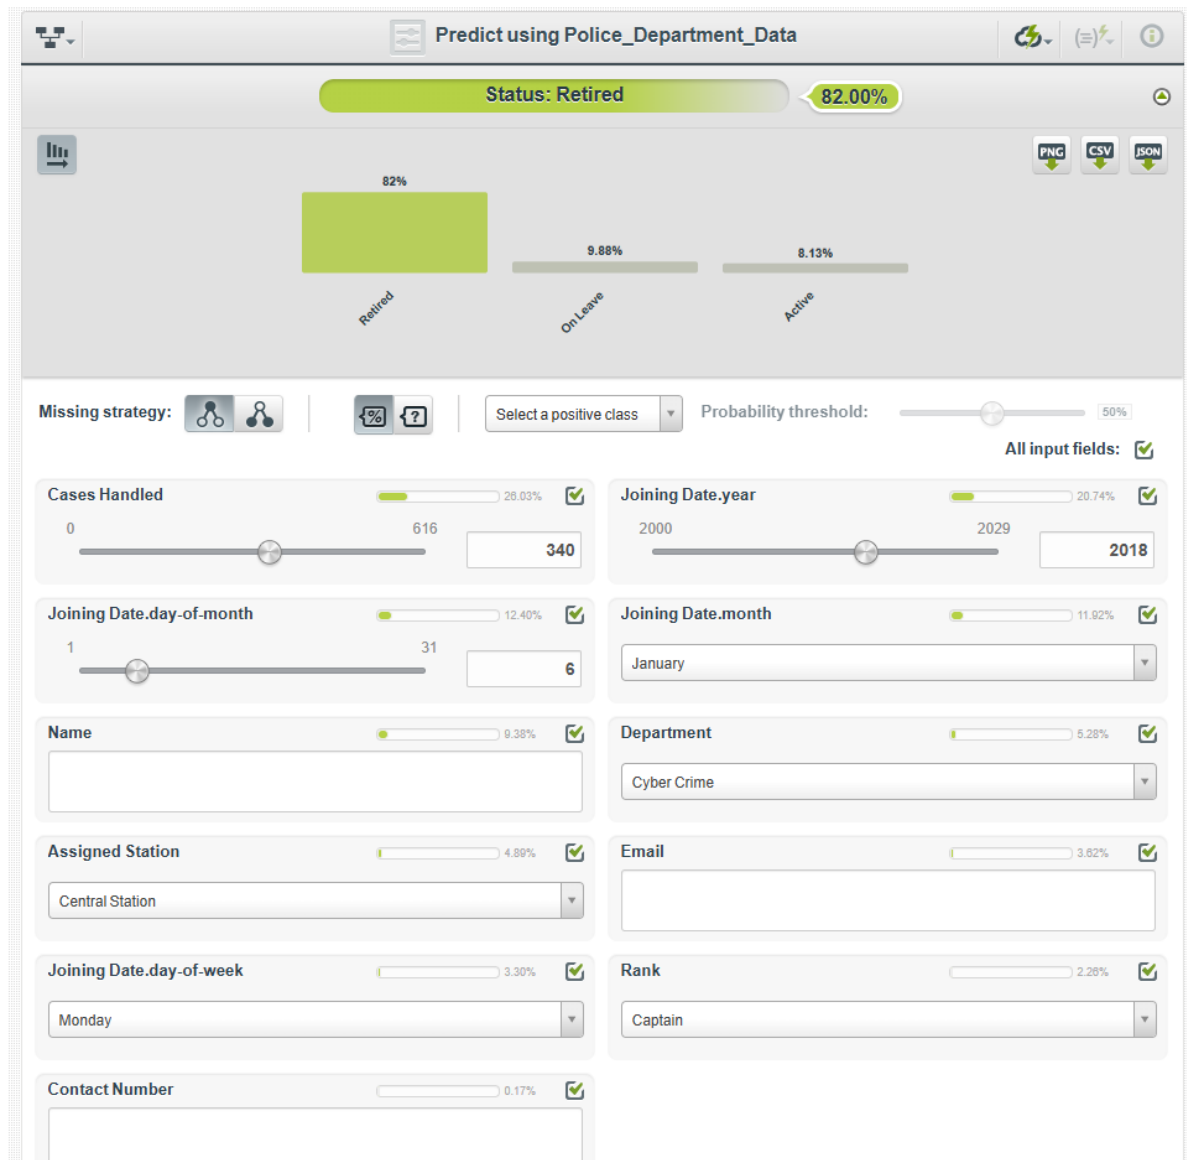 Predict using Police_Department_Data
Status: Retired 82.00%
PNG CSV JSON
82% 9.88% 8.13%
Retired On Leave Active
Missing strategy: Select a positive class Probability threshold: 50%
All input fields:
Cases Handled 26.03%
0 616
340
Joining Date.year 20.74%
2000 2029
2018
Joining Date.day-of-month 12.40%
1 31
6
Joining Date.month 11.92%
January
Name 9.38%
Department 5.28%
Cyber Crime
Assigned Station 4.89%
Central Station
Email 3.62%
Joining Date.day-of-week 3.30%
Monday
Rank 2.26%
Captain
Contact Number 0.17%